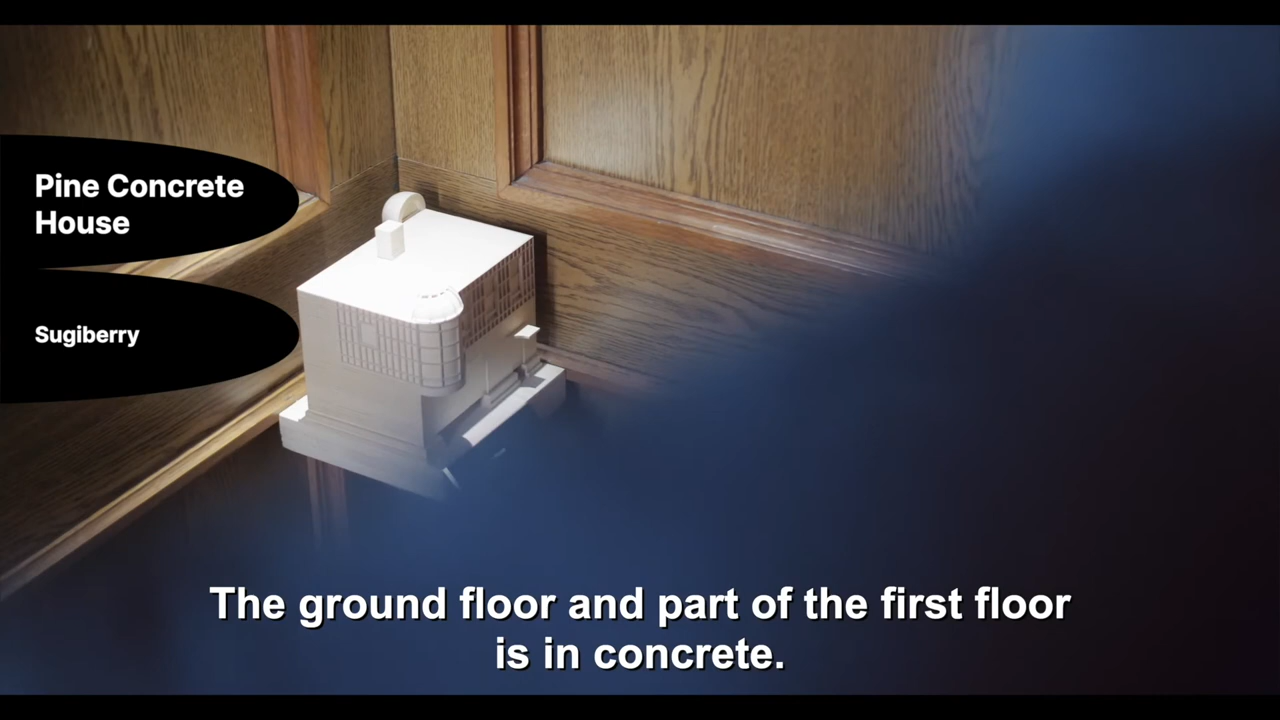 Pine Concrete
House
Sugiberry
The ground floor and part of the first floor
is in concrete.